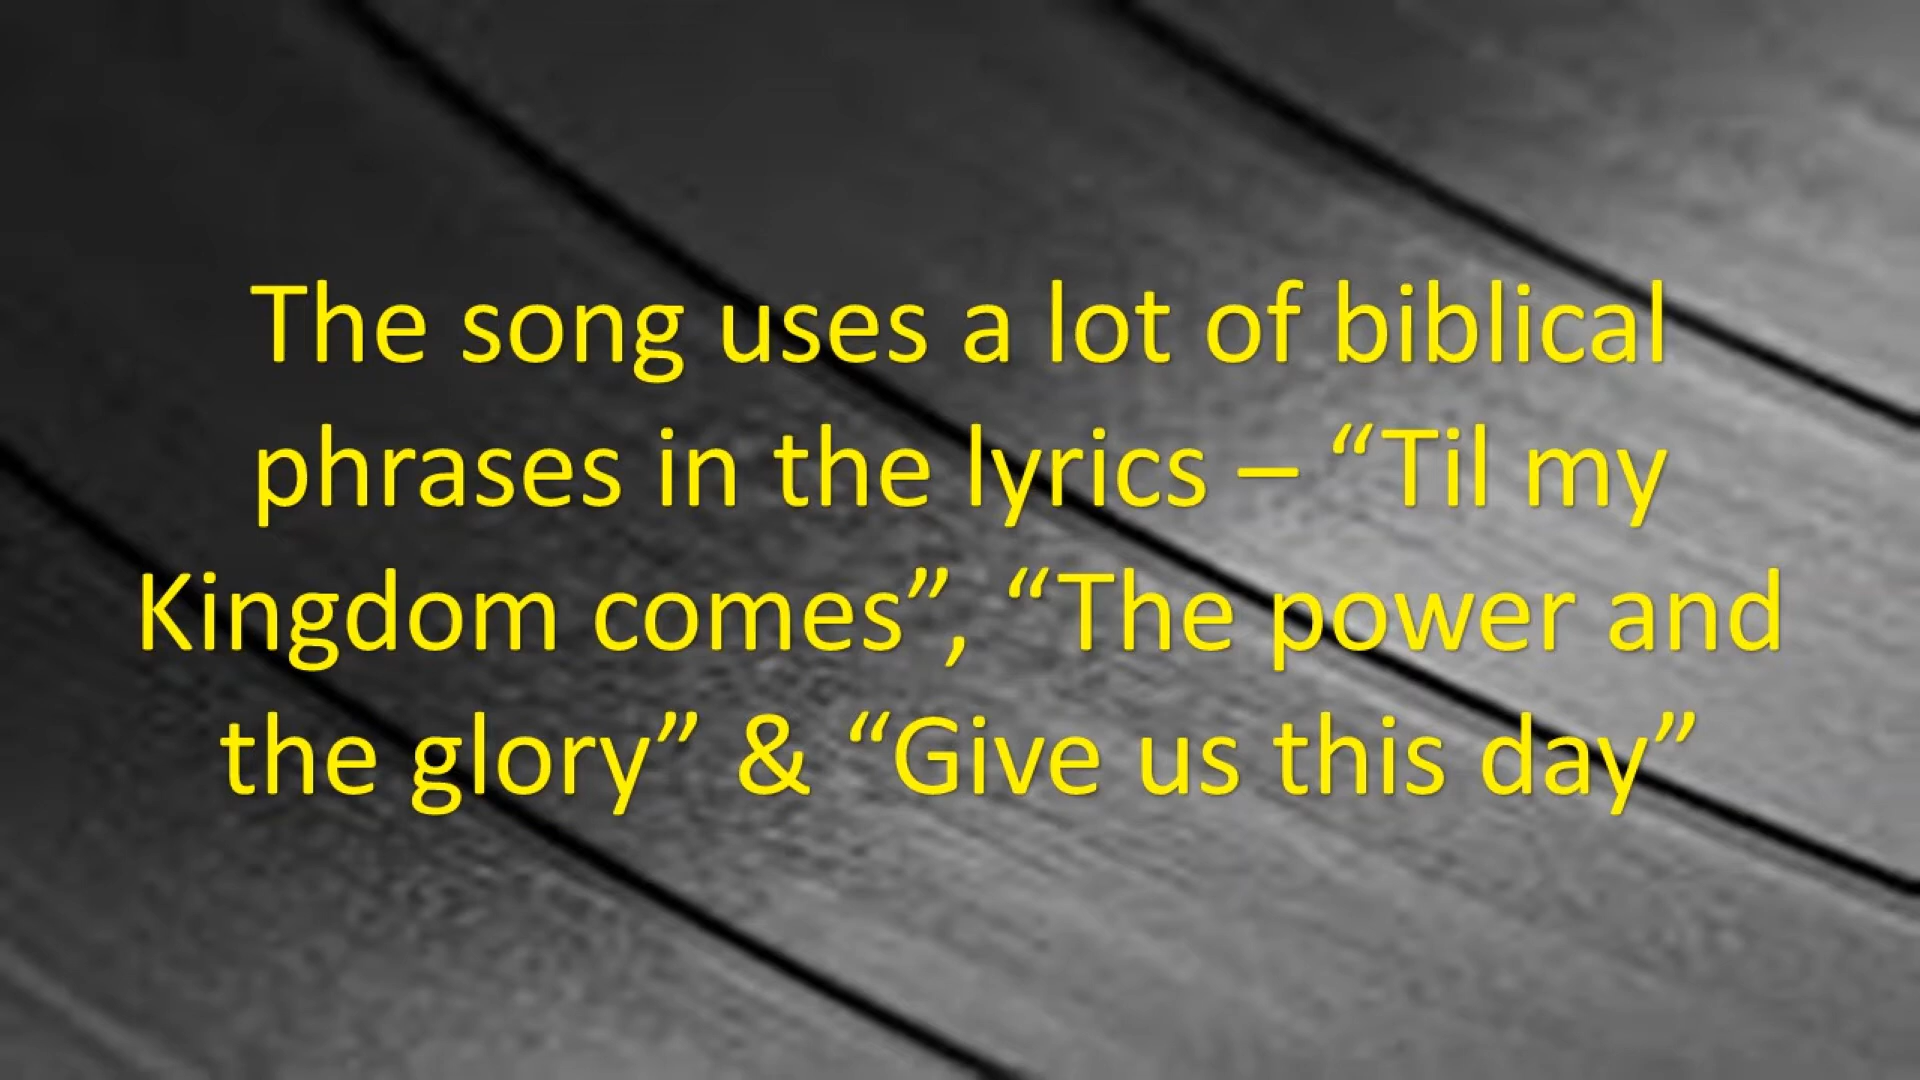 The song uses a lot of biblical
phrases in the lyrics – “Til my
Kingdom comes”, “The power and
the glory” & “Give us this day”